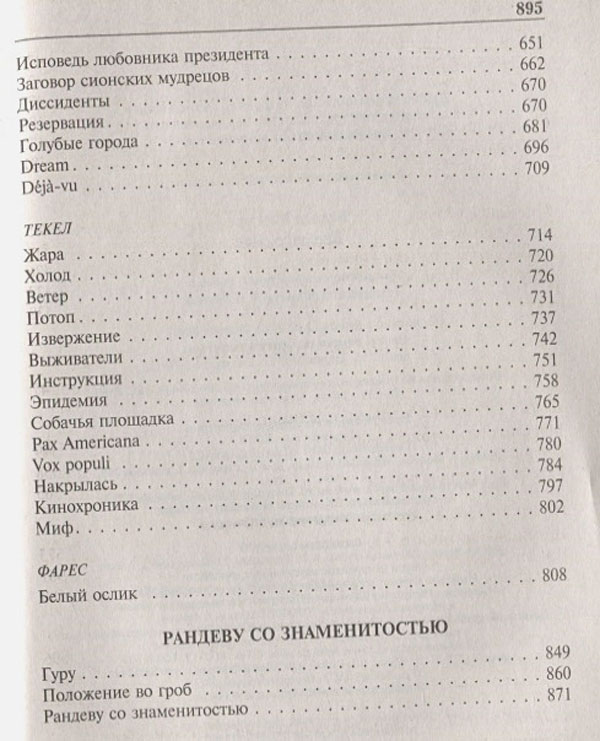 895
Исповедь любовника президента . . . . . . . . . . . . . . . . . . . 651
Заговор сионских мудрецов . . . . . . . . . . . . . . . . . . . . . 662
Диссиденты . . . . . . . . . . . . . . . . . . . . . . . . . . . . . 670
Резервация . . . . . . . . . . . . . . . . . . . . . . . . . . . . . 670
Голубые города . . . . . . . . . . . . . . . . . . . . . . . . . . . 681
Dream . . . . . . . . . . . . . . . . . . . . . . . . . . . . . . . 696
Déjà-vu . . . . . . . . . . . . . . . . . . . . . . . . . . . . . . 709
ТЕКЕЛ
Жара . . . . . . . . . . . . . . . . . . . . . . . . . . . . . . . . 714
Холод . . . . . . . . . . . . . . . . . . . . . . . . . . . . . . . 720
Ветер . . . . . . . . . . . . . . . . . . . . . . . . . . . . . . . 726
Потоп . . . . . . . . . . . . . . . . . . . . . . . . . . . . . . . 731
Извержение . . . . . . . . . . . . . . . . . . . . . . . . . . . . . 737
Выживатели . . . . . . . . . . . . . . . . . . . . . . . . . . . . . 742
Инструкция . . . . . . . . . . . . . . . . . . . . . . . . . . . . . 751
Эпидемия . . . . . . . . . . . . . . . . . . . . . . . . . . . . . . 758
Собачья площадка . . . . . . . . . . . . . . . . . . . . . . . . . . 765
Pax Americana . . . . . . . . . . . . . . . . . . . . . . . . . . . 771
Vox populi . . . . . . . . . . . . . . . . . . . . . . . . . . . . . 780
Накрылась . . . . . . . . . . . . . . . . . . . . . . . . . . . . . 784
Кинохроника . . . . . . . . . . . . . . . . . . . . . . . . . . . . 797
Миф . . . . . . . . . . . . . . . . . . . . . . . . . . . . . . . . 802
ФАРЕС
Белый ослик . . . . . . . . . . . . . . . . . . . . . . . . . . . . 808
РАНДЕВУ СО ЗНАМЕНИТОСТЬЮ
Гуру . . . . . . . . . . . . . . . . . . . . . . . . . . . . . . . . 849
Положение во гроб . . . . . . . . . . . . . . . . . . . . . . . . . 860
Рандеву со знаменитостью . . . . . . . . . . . . . . . . . . . . . . 871